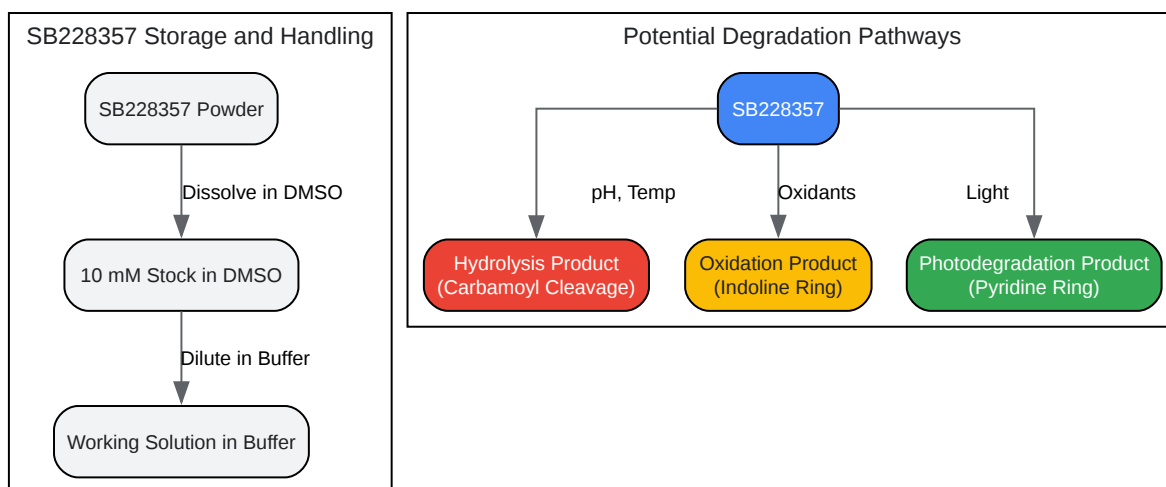 SB228357 Storage and Handling
SB228357 Powder
Dissolve in DMSO
10 mM Stock in DMSO
Dilute in Buffer
Working Solution in Buffer
Potential Degradation Pathways
SB228357
pH, Temp
Oxidants
Light
Hydrolysis Product
(Carbamoyl Cleavage)
Oxidation Product
(Indoline Ring)
Photodegradation Product
(Pyridine Ring)